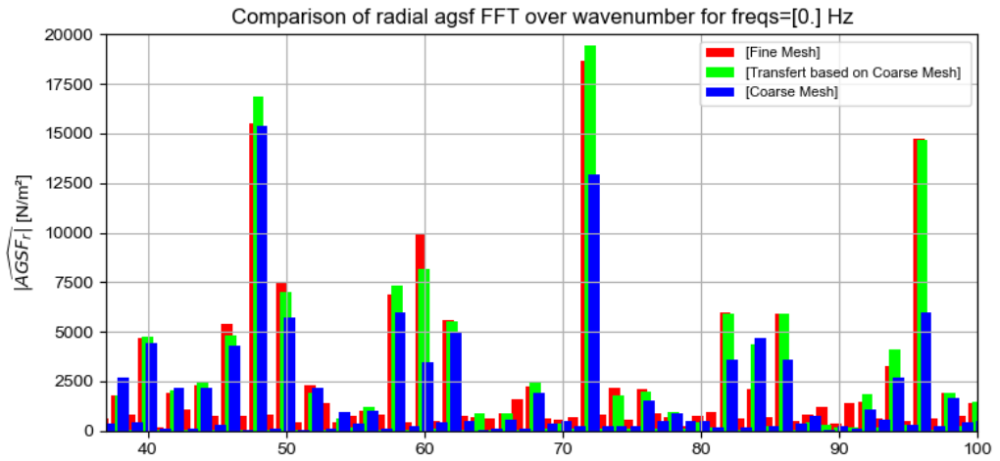 Comparison of radial agsf FFT over wavenumber for freqs=[0.] Hz
20000
17500
15000
12500
10000
7500
5000
2500
0
|AGSF_r| [N/m²]
[Fine Mesh]
[Transfert based on Coarse Mesh]
[Coarse Mesh]
40 50 60 70 80 90 100